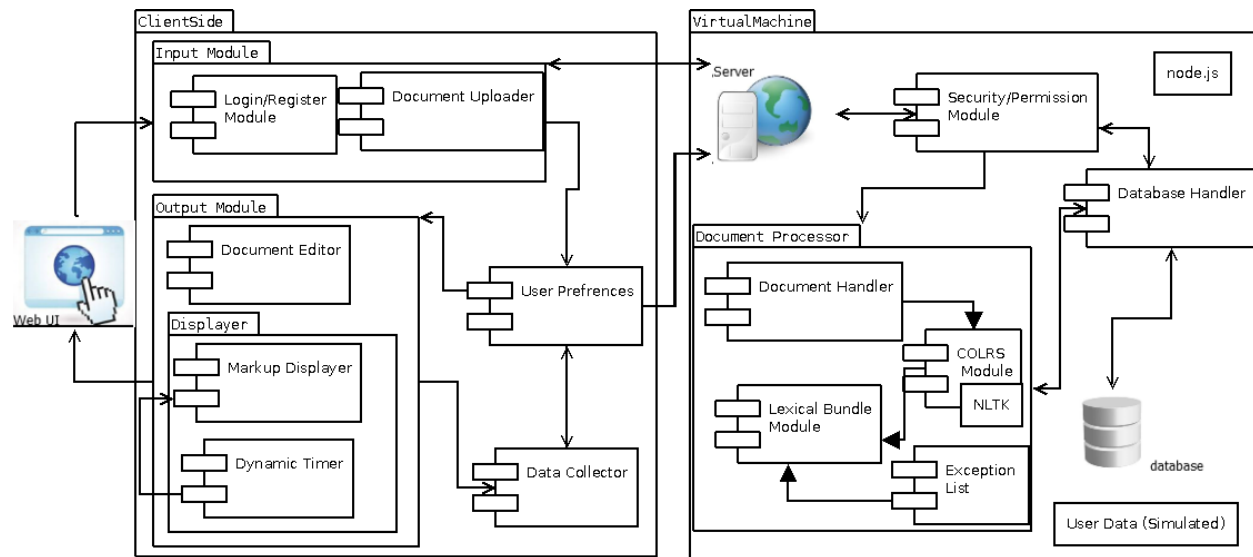 ClientSide
Input Module
Login/Register
Module
Document Uploader
Output Module
Document Editor
Web UI
Displayer
Markup Displayer
Dynamic Timer
User Prefrences
Data Collector
VirtualMachine
Server
Security/Permission
Module
node.js
Database Handler
Document Processor
Document Handler
COLRS
Module
NLTK
Lexical Bundle
Module
Exception
List
database
User Data (Simulated)